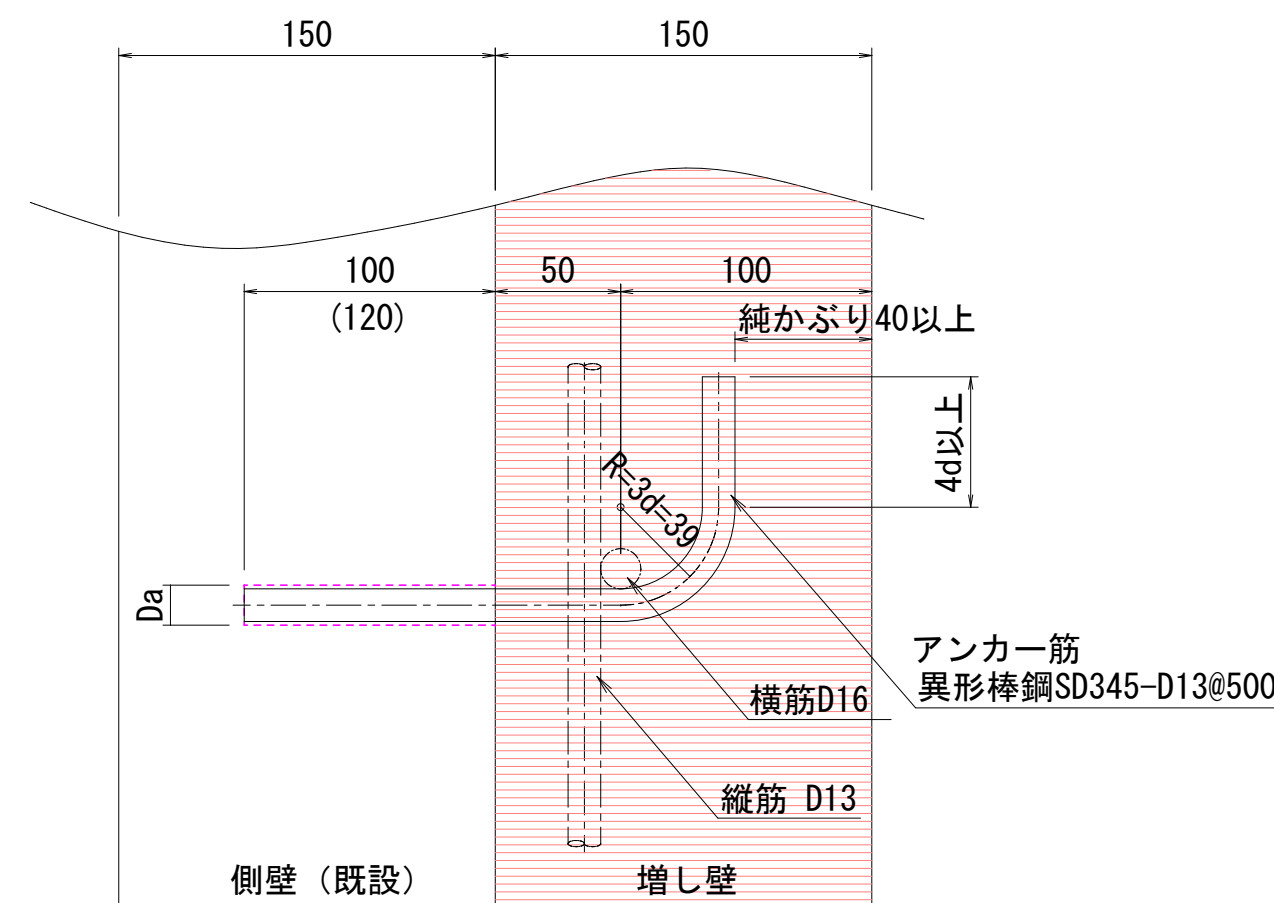 150
150
100
50
100
(120)
純かぶり40以上
4d以上
R=3d=39
Da
アンカー筋
異形棒鋼SD345-D13@500
横筋D16
縦筋 D13
側壁（既設）
増し壁